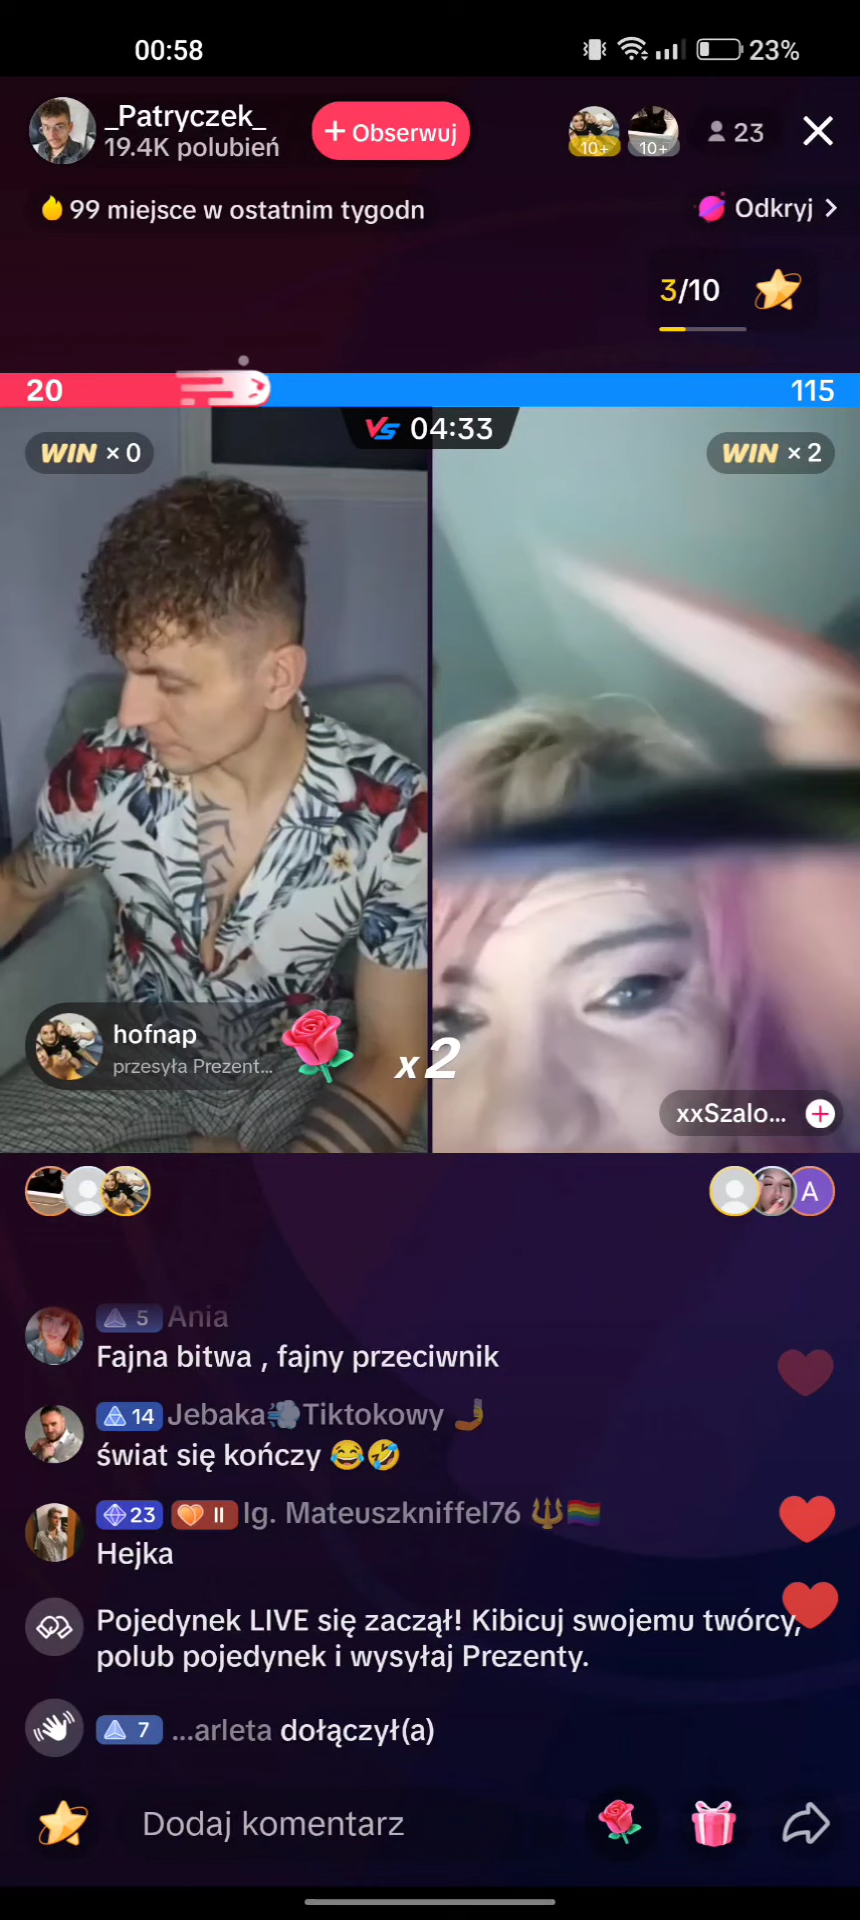 00:58
23%
_Patryczek_
19.4K polubień
+ Obserwuj
10+
10+
23
99 miejsce w ostatnim tygodn
Odkryj >
3/10
20
115
VS 04:33
WIN × 0
WIN × 2
hofnap
przesyła Prezent...
x2
xxSzalo...
A
5 Ania
Fajna bitwa , fajny przeciwnik
14 Jebaka💨Tiktokowy 🤳
świat się kończy 😂🤣
23 II Ig. Mateuszkniffel76 🔱🏳️‍🌈
Hejka
Pojedynek LIVE się zaczął! Kibicuj swojemu twórcy,
polub pojedynek i wysyłaj Prezenty.
7 ...arleta dołączył(a)
Dodaj komentarz